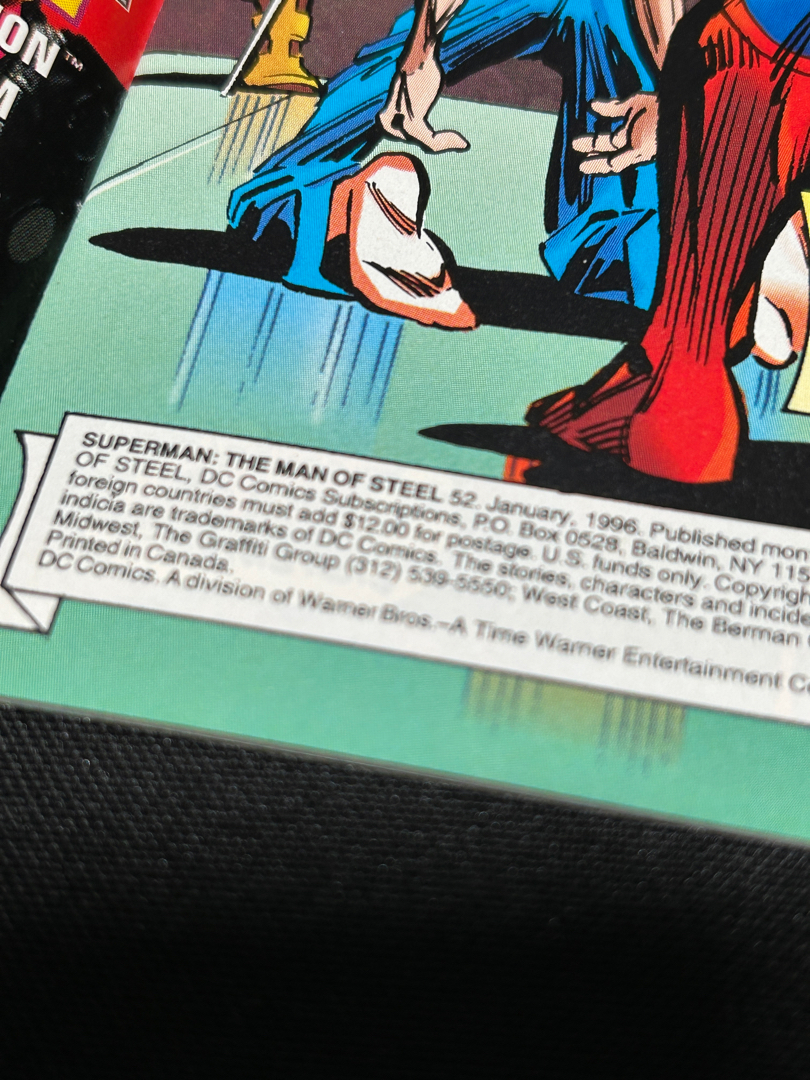 ON™
M
SUPERMAN: THE MAN OF STEEL 52. January, 1996. Published mon
OF STEEL, DC Comics Subscriptions, P.O. Box 0528, Baldwin, NY 115
foreign countries must add $12.00 for postage. U.S. funds only. Copyrigh
indicia are trademarks of DC Comics. The stories, characters and incide
Midwest, The Graffiti Group (312) 539-5550; West Coast, The Berman
Printed in Canada.
DC Comics. A division of Warner Bros.–A Time Warner Entertainment Co